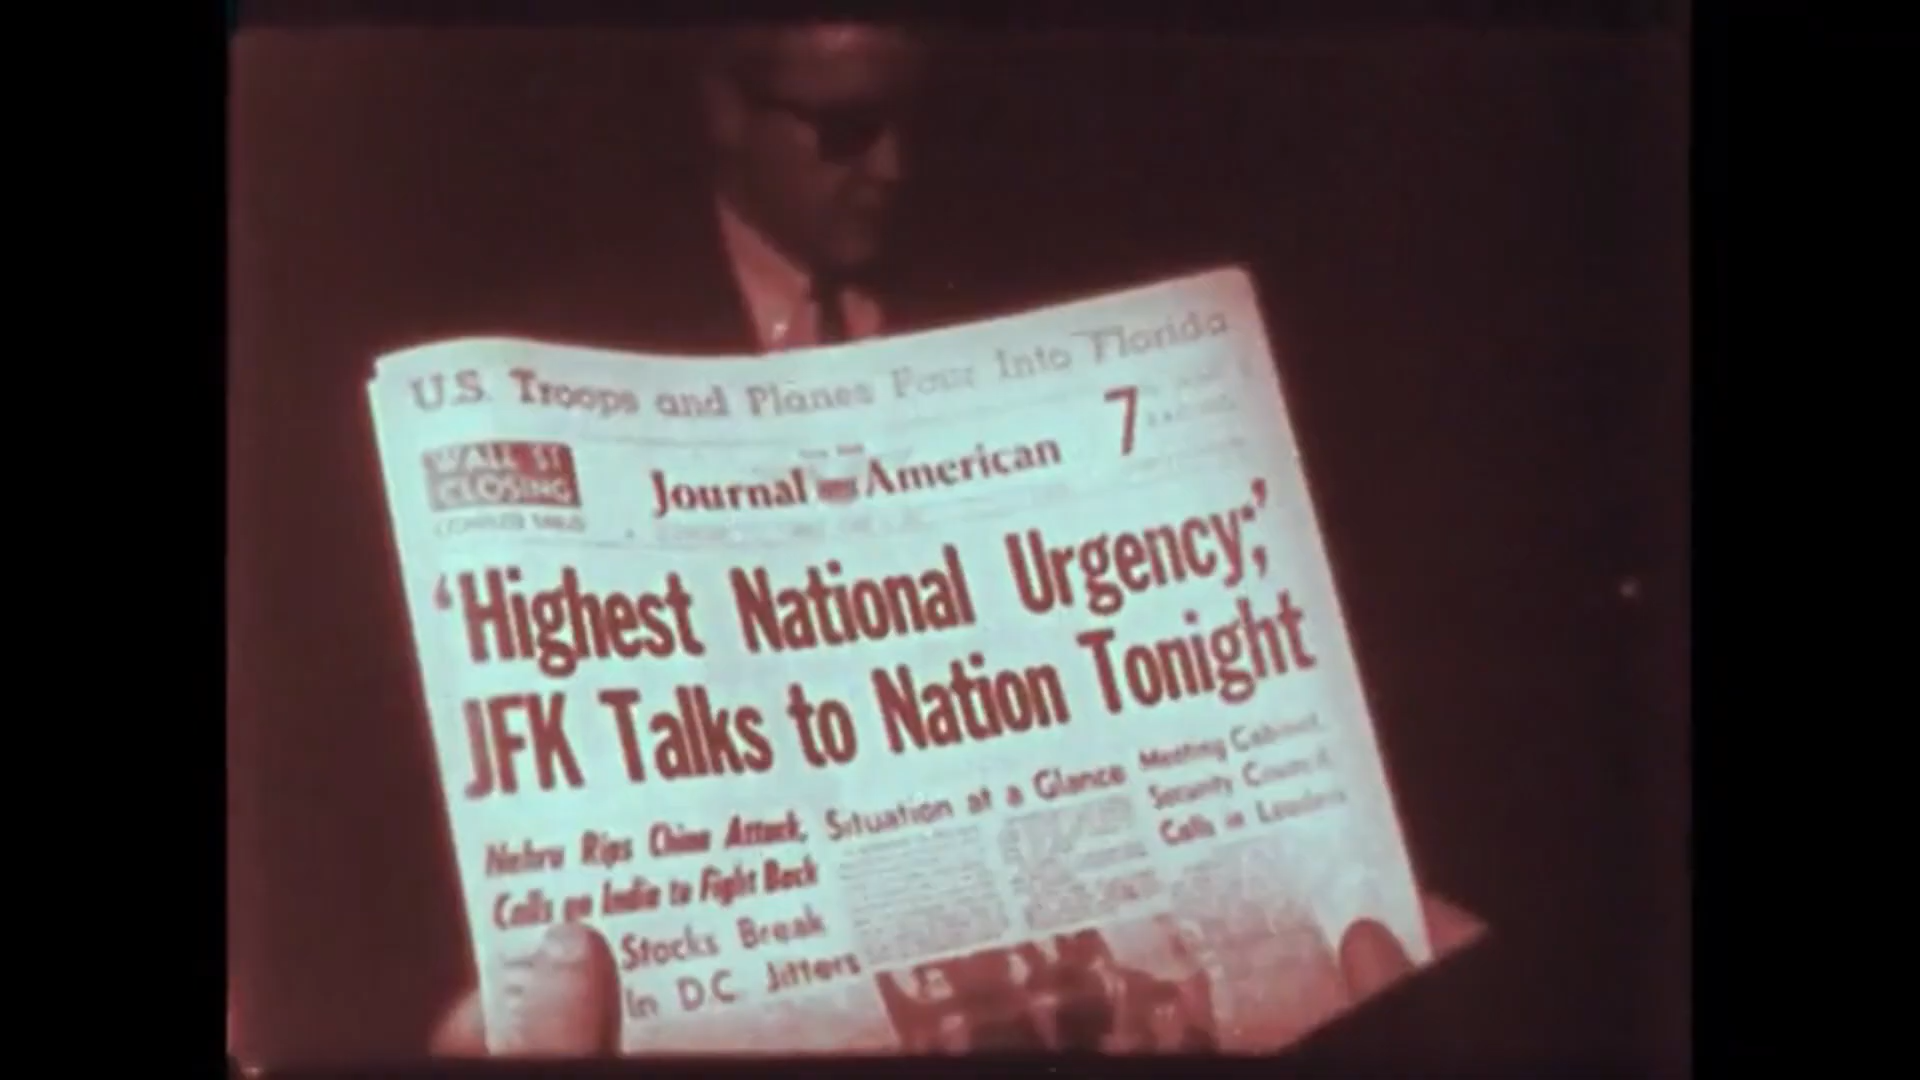 U.S. Troops and Planes Pour Into Florida
WALL ST.
CLOSING
Journal American
7
'Highest National Urgency;'
JFK Talks to Nation Tonight
Nehru Rips China Attack,
Calls on India to Fight Back
Stocks Break
In D.C. Jitters
Situation at a Glance
Meeting Cabinet,
Security Council,
Calls in Leaders